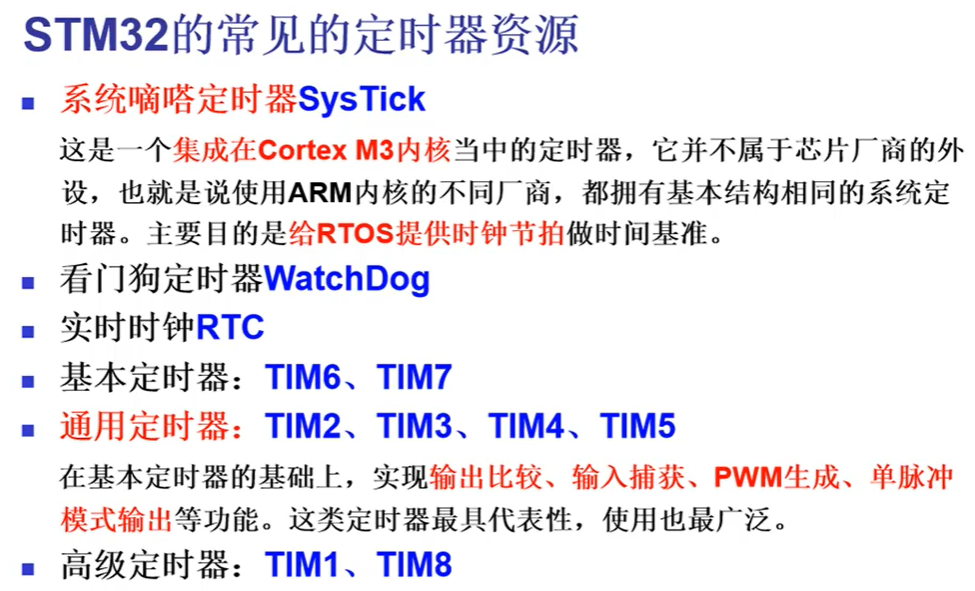 STM32的常见的定时器资源
系统嘀嗒定时器SysTick
这是一个集成在Cortex M3内核当中的定时器，它并不属于芯片厂商的外
设，也就是说使用ARM内核的不同厂商，都拥有基本结构相同的系统定
时器。主要目的是给RTOS提供时钟节拍做时间基准。
看门狗定时器WatchDog
实时时钟RTC
基本定时器：TIM6、TIM7
通用定时器：TIM2、TIM3、TIM4、TIM5
在基本定时器的基础上，实现输出比较、输入捕获、PWM生成、单脉冲
模式输出等功能。这类定时器最具代表性，使用也最广泛。
高级定时器：TIM1、TIM8